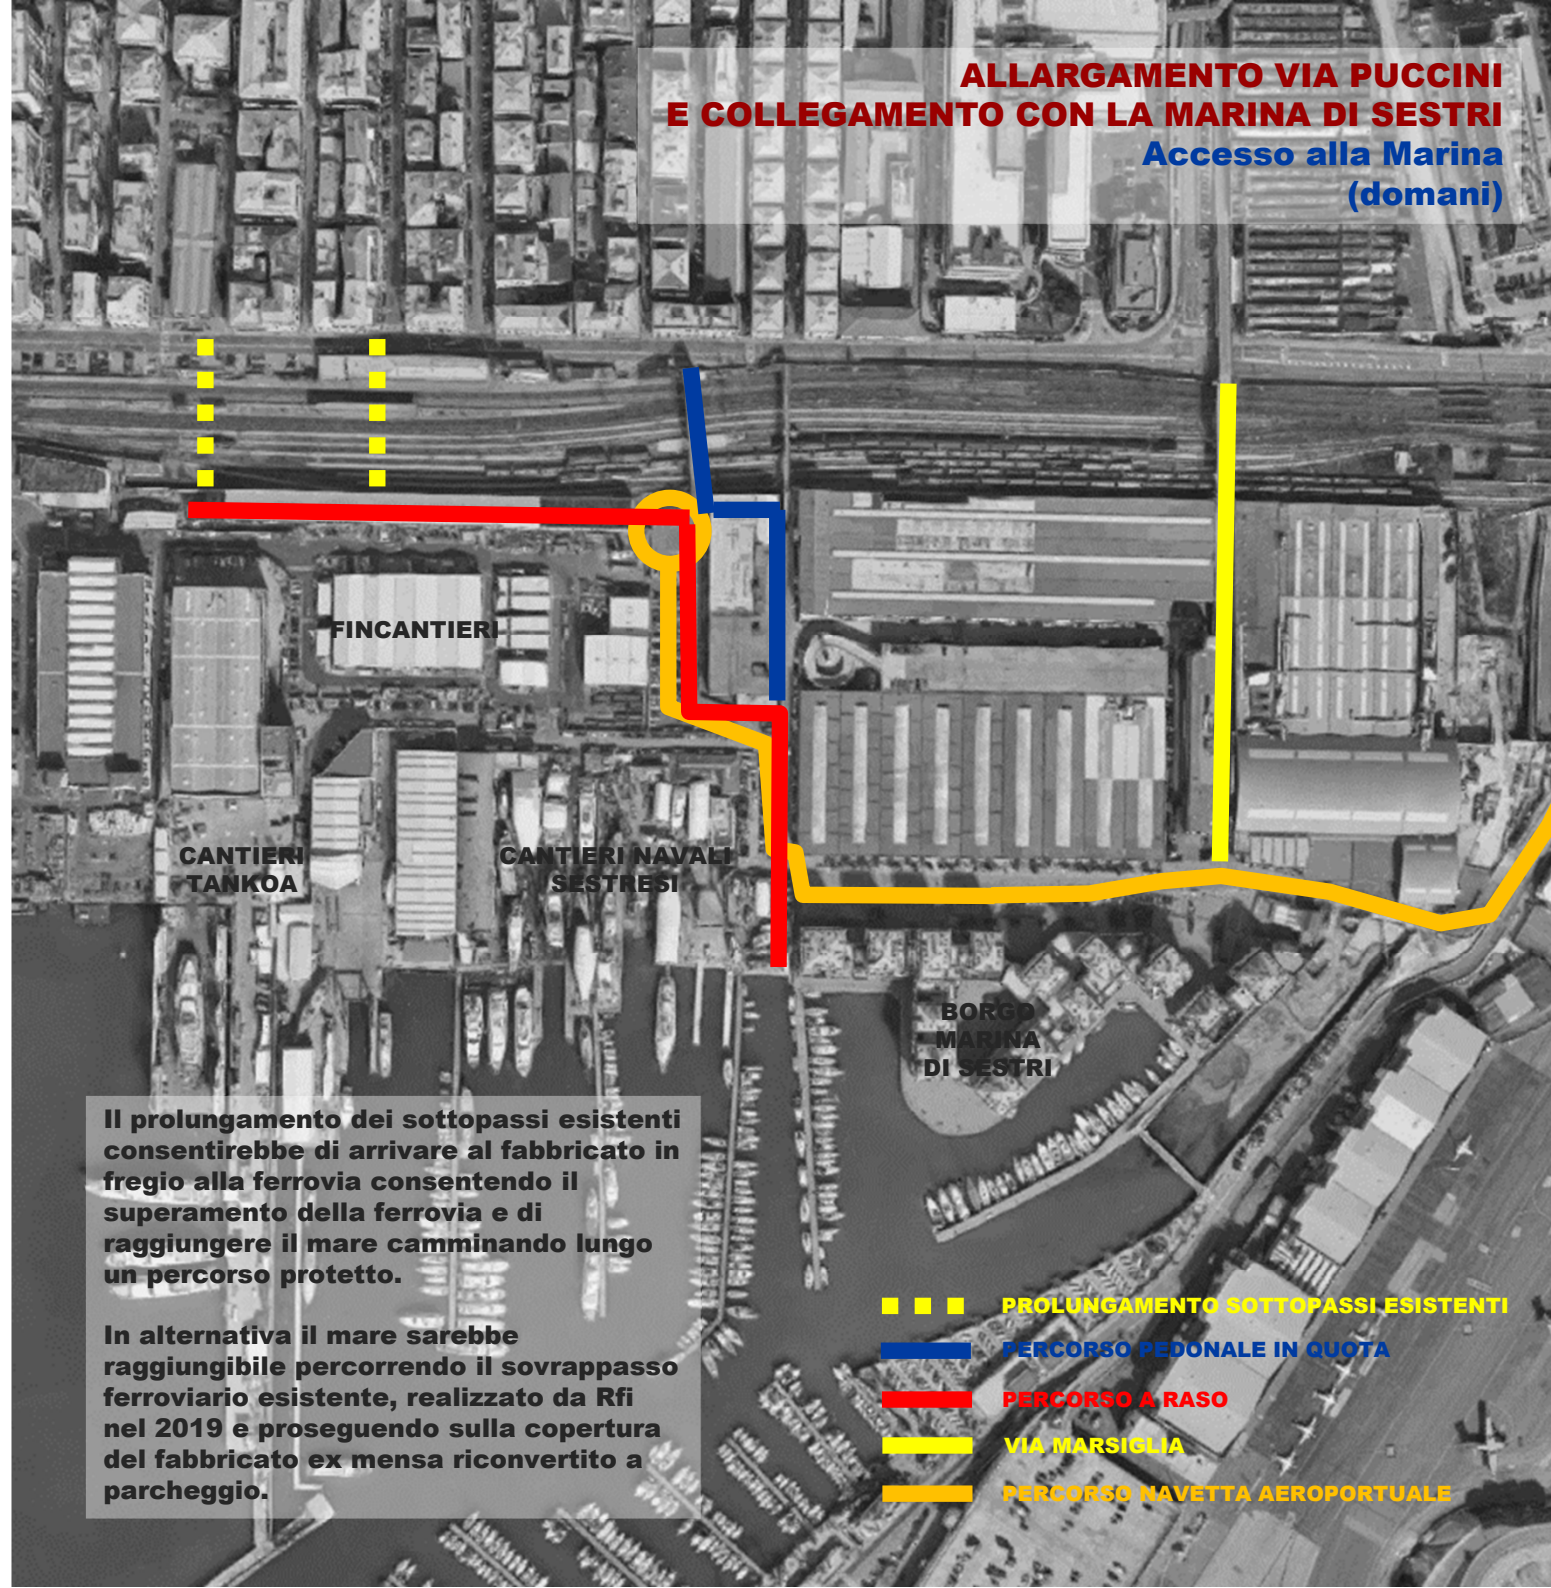 ALLARGAMENTO VIA PUCCINI
E COLLEGAMENTO CON LA MARINA DI SESTRI
Accesso alla Marina
(domani)
FINCANTIERI
CANTIERI
TANKOA
CANTIERI NAVALI
SESTRESI
BORGO
MARINA
DI SESTRI
Il prolungamento dei sottopassi esistenti
consentirebbe di arrivare al fabbricato in
fregio alla ferrovia consentendo il
superamento della ferrovia e di
raggiungere il mare camminando lungo
un percorso protetto.
In alternativa il mare sarebbe
raggiungibile percorrendo il sovrappasso
ferroviario esistente, realizzato da Rfi
nel 2019 e proseguendo sulla copertura
del fabbricato ex mensa riconvertito a
parcheggio.
PROLUNGAMENTO SOTTOPASSI ESISTENTI
PERCORSO PEDONALE IN QUOTA
PERCORSO A RASO
VIA MARSIGLIA
PERCORSO NAVETTA AEROPORTUALE